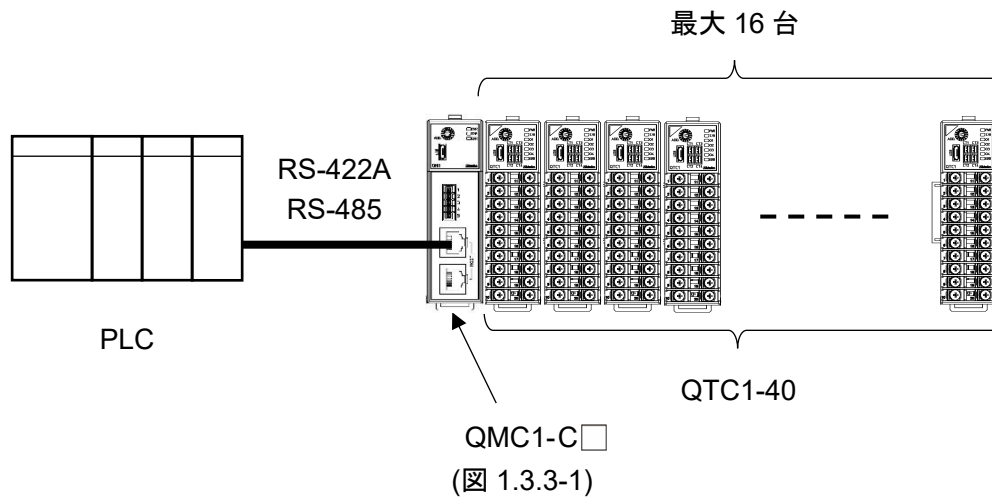 最大 16 台
RS-422A
RS-485
PLC
QTC1-40
QMC1-C□
(図 1.3.3-1)